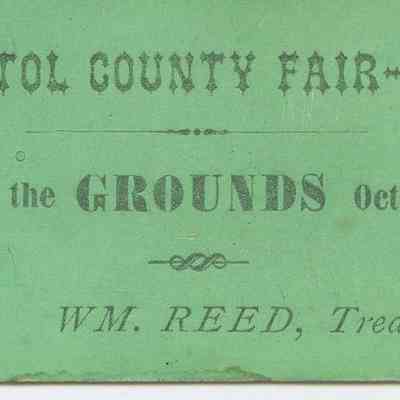 TOL COUNTY FAIR-
the GROUNDS Oct
WM. REED, Trea